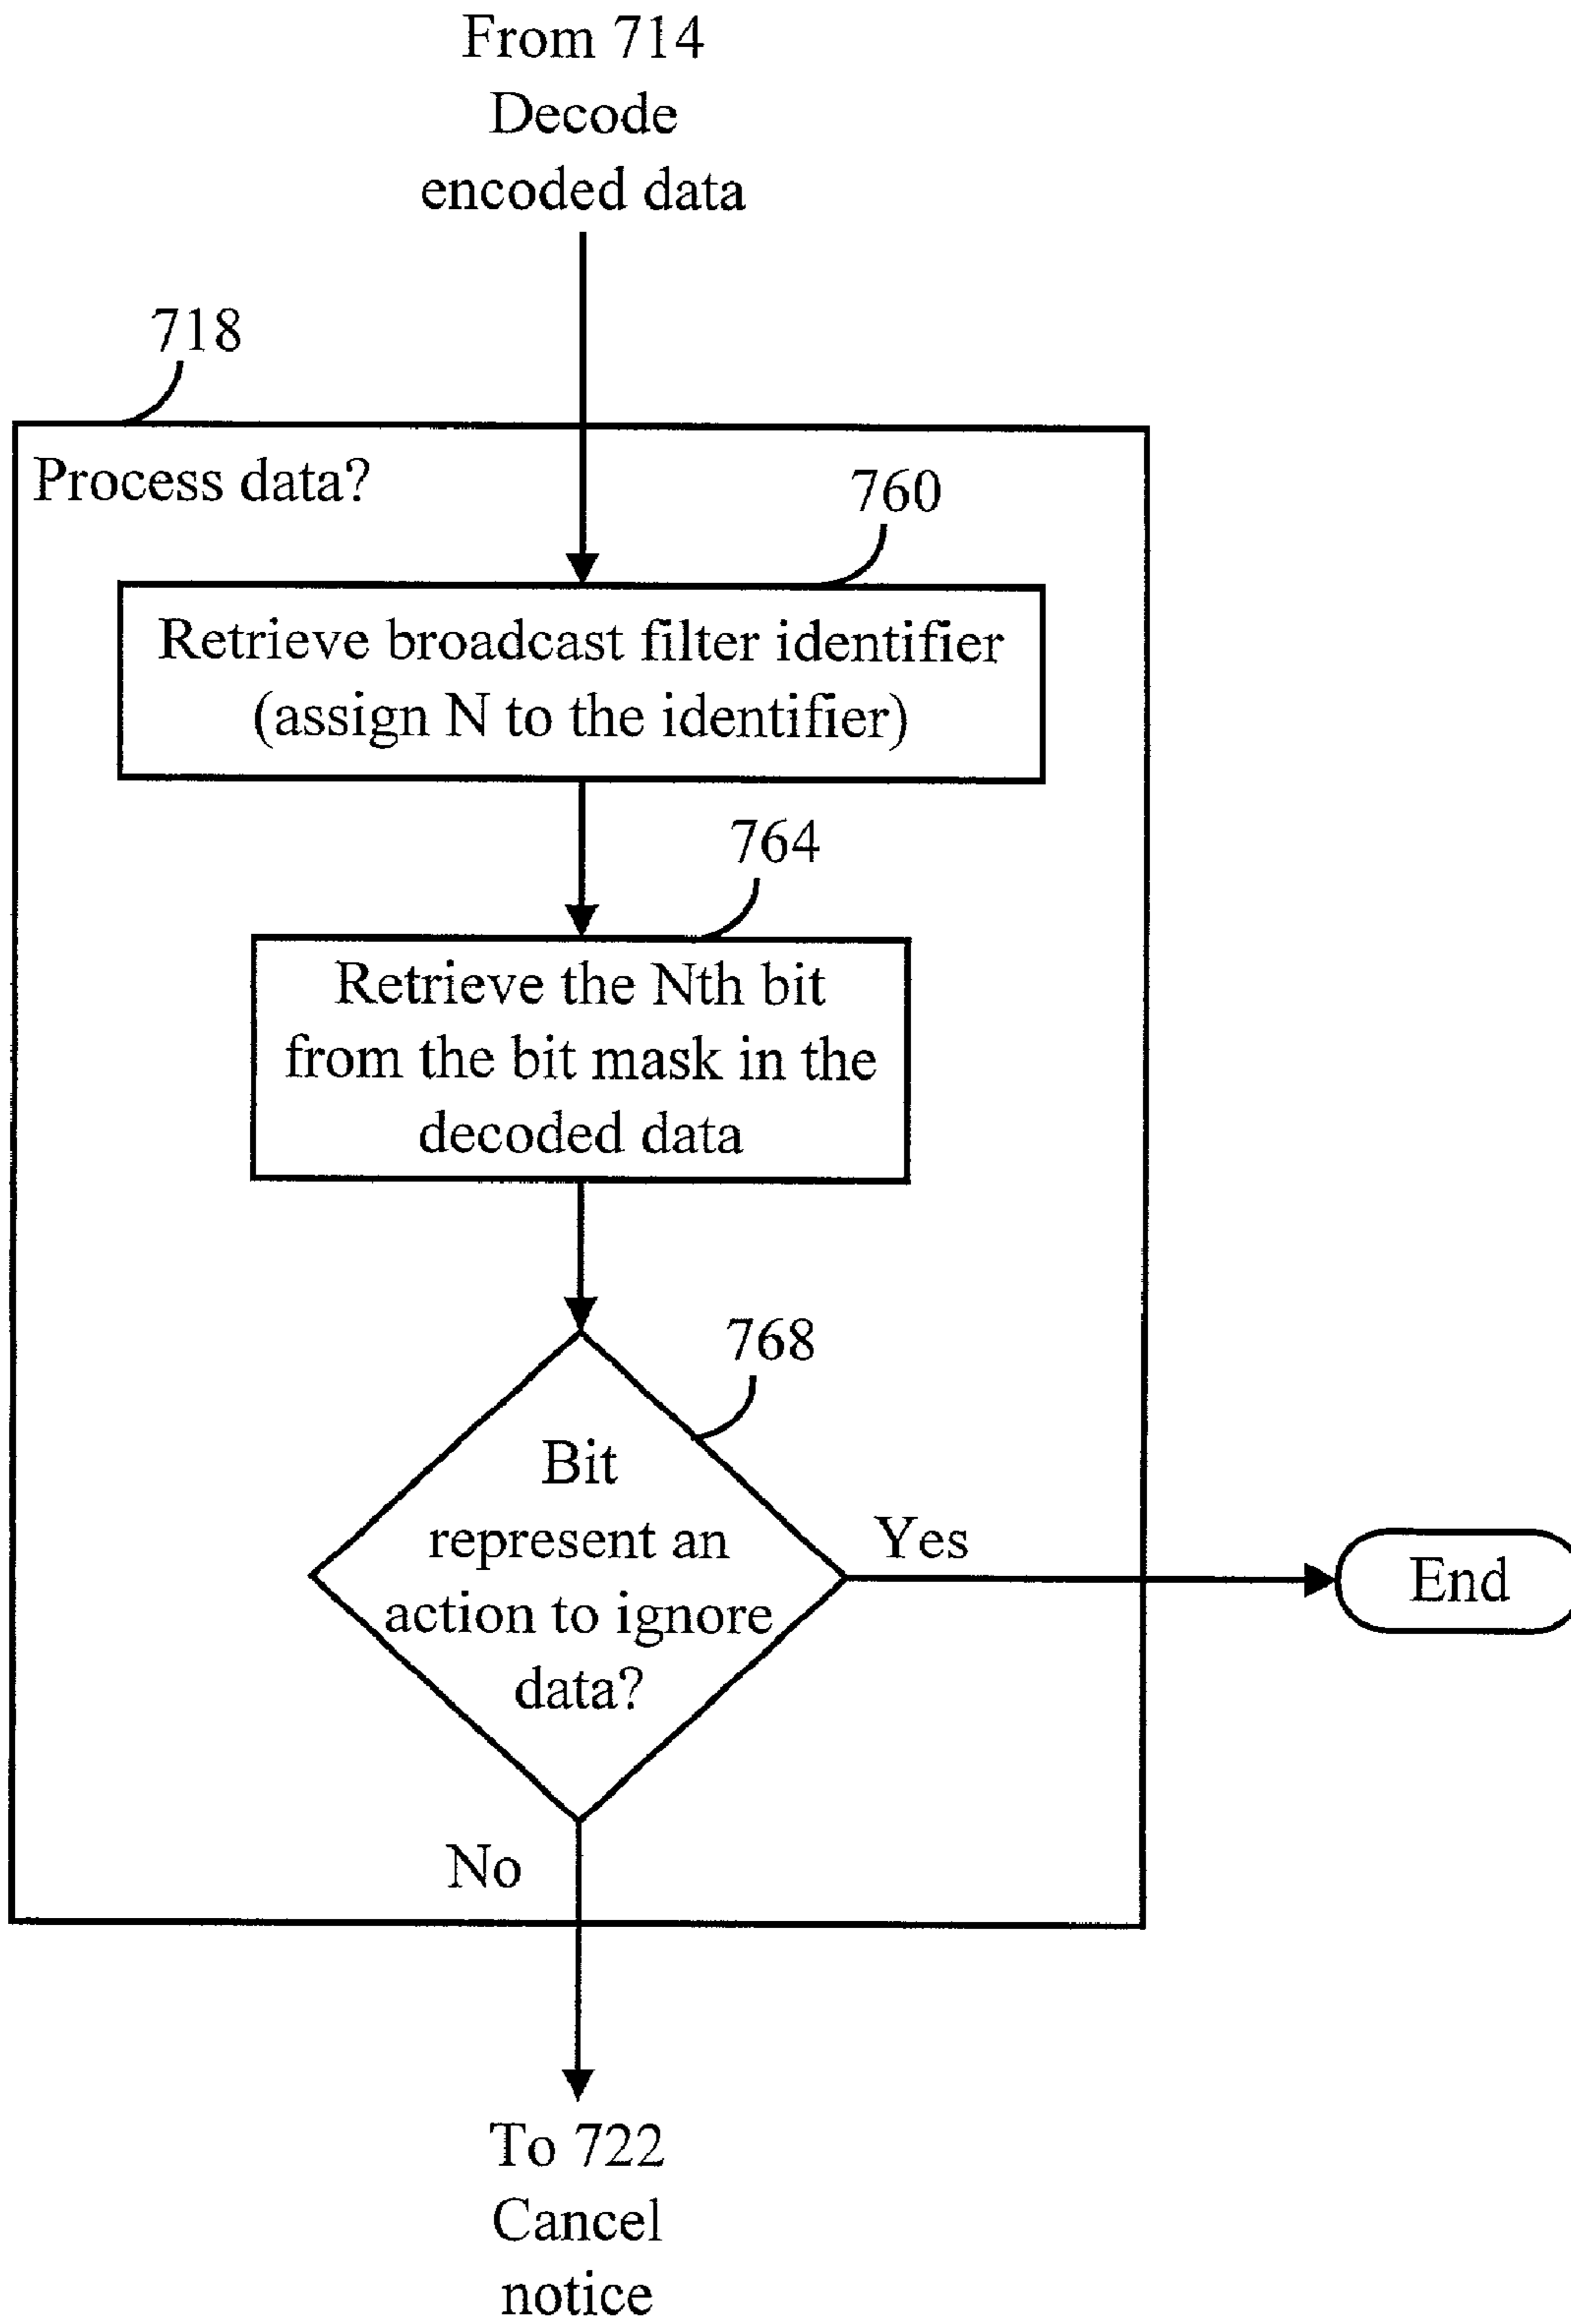 From 714
Decode
encoded data
718
Process data?
760
Retrieve broadcast filter identifier
(assign N to the identifier)
764
Retrieve the Nth bit
from the bit mask in the
decoded data
768
Bit
represent an
action to ignore
data?
Yes
End
No
To 722
Cancel
notice